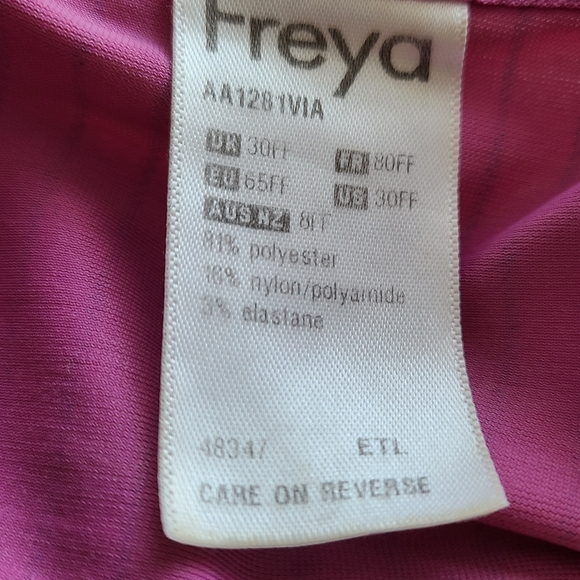 Freya
AA1281VIA
UK 30FF FR 80FF
EU 65FF US 30FF
AUS NZ 8FF
81% polyester
16% nylon/polyamide
3% elastane
48347 ETL
CARE ON REVERSE